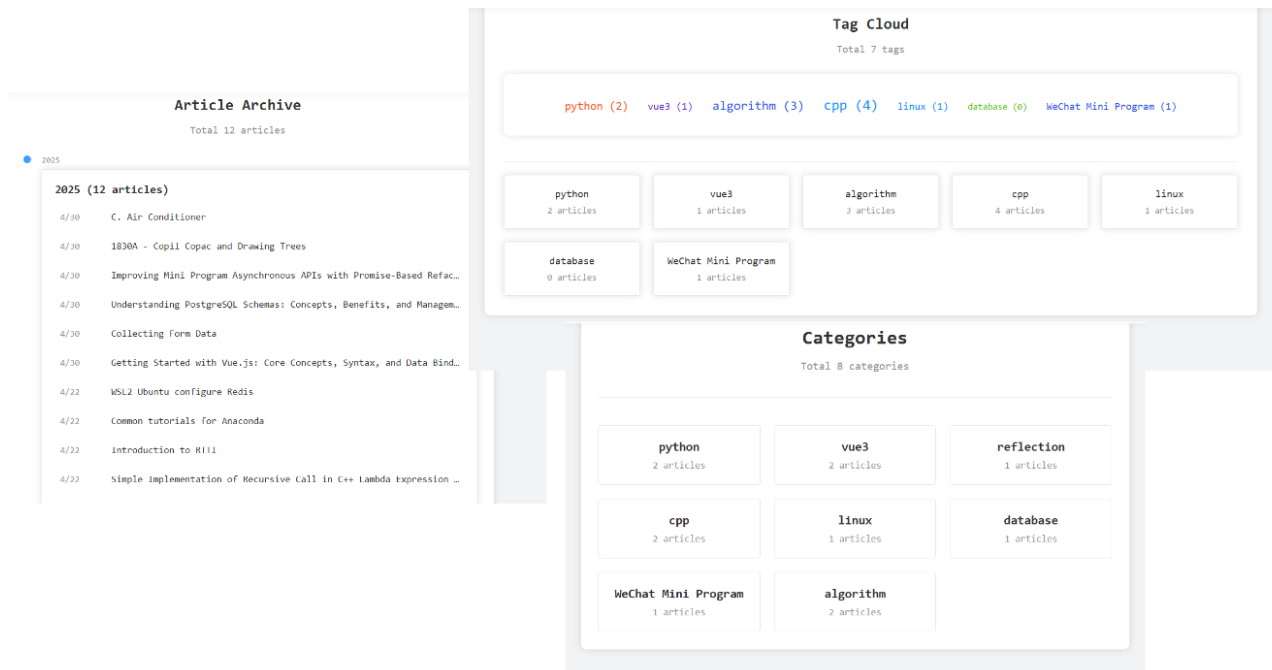 Article Archive
Total 12 articles
2025
2025 (12 articles)
4/30 C. Air Conditioner
4/30 1830A - Copil Copac and Drawing Trees
4/30 Improving Mini Program Asynchronous APIs with Promise-Based Refac…
4/30 Understanding PostgreSQL Schemas: Concepts, Benefits, and Managem…
4/30 Collecting Form Data
4/30 Getting Started with Vue.js: Core Concepts, Syntax, and Data Bind…
4/22 WSL2 Ubuntu configure Redis
4/22 Common tutorials for Anaconda
4/22 Introduction to RTTI
4/22 Simple Implementation of Recursive Call in C++ Lambda Expression …
Tag Cloud
Total 7 tags
python (2) vue3 (1) algorithm (3) cpp (4) linux (1) database (0) WeChat Mini Program (1)
python vue3 algorithm cpp linux
2 articles 1 articles 3 articles 4 articles 1 articles
database WeChat Mini Program
0 articles 1 articles
Categories
Total 8 categories
python vue3 reflection
2 articles 2 articles 1 articles
cpp linux database
2 articles 1 articles 1 articles
WeChat Mini Program algorithm
1 articles 2 articles